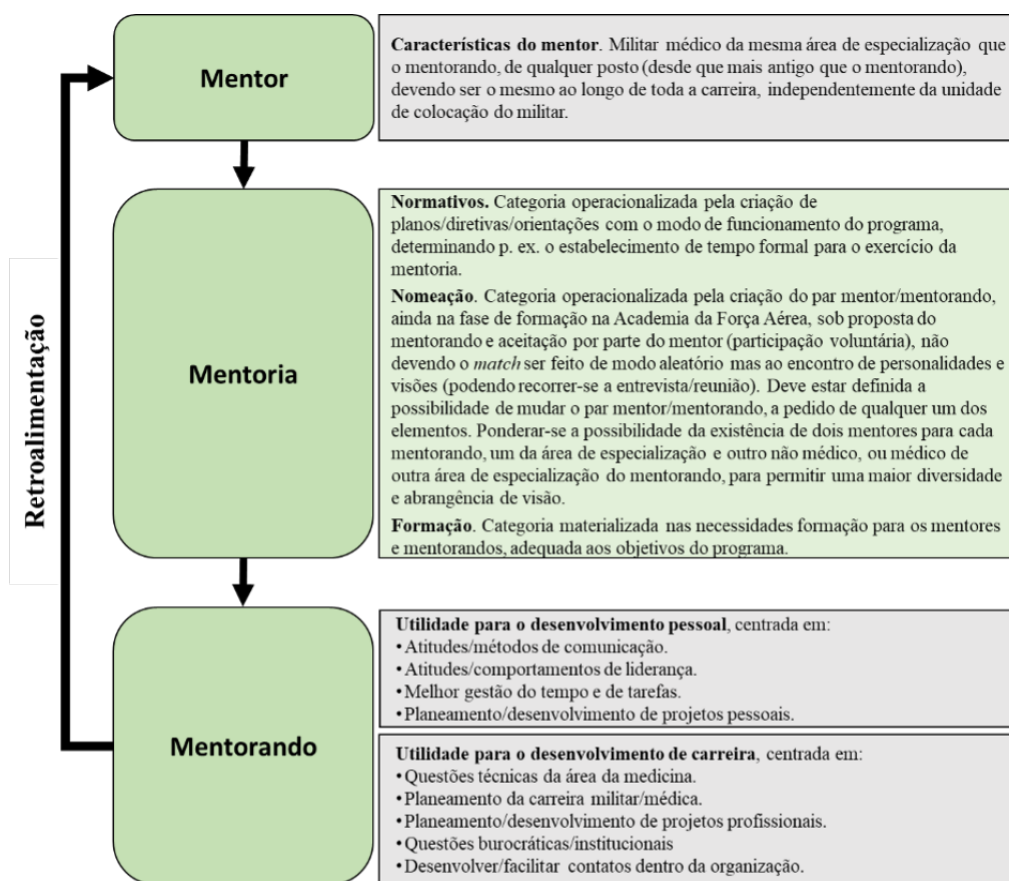 Retroalimentação
Mentor
Características do mentor. Militar médico da mesma área de especialização que
o mentorando, de qualquer posto (desde que mais antigo que o mentorando),
devendo ser o mesmo ao longo de toda a carreira, independentemente da unidade
de colocação do militar.
Mentoria
Normativos. Categoria operacionalizada pela criação de
planos/diretivas/orientações com o modo de funcionamento do programa,
determinando p. ex. o estabelecimento de tempo formal para o exercício da
mentoria.
Nomeação. Categoria operacionalizada pela criação do par mentor/mentorando,
ainda na fase de formação na Academia da Força Aérea, sob proposta do
mentorando e aceitação por parte do mentor (participação voluntária), não
devendo o match ser feito de modo aleatório mas ao encontro de personalidades e
visões (podendo recorrer-se a entrevista/reunião). Deve estar definida a
possibilidade de mudar o par mentor/mentorando, a pedido de qualquer um dos
elementos. Ponderar-se a possibilidade da existência de dois mentores para cada
mentorando, um da área de especialização e outro não médico, ou médico de
outra área de especialização do mentorando, para permitir uma maior diversidade
e abrangência de visão.
Formação. Categoria materializada nas necessidades formação para os mentores
e mentorandos, adequada aos objetivos do programa.
Mentorando
Utilidade para o desenvolvimento pessoal, centrada em:
•Atitudes/métodos de comunicação.
•Atitudes/comportamentos de liderança.
•Melhor gestão do tempo e de tarefas.
•Planeamento/desenvolvimento de projetos pessoais.
Utilidade para o desenvolvimento de carreira, centrada em:
•Questões técnicas da área da medicina.
•Planeamento da carreira militar/médica.
•Planeamento/desenvolvimento de projetos profissionais.
•Questões burocráticas/institucionais
•Desenvolver/facilitar contatos dentro da organização.